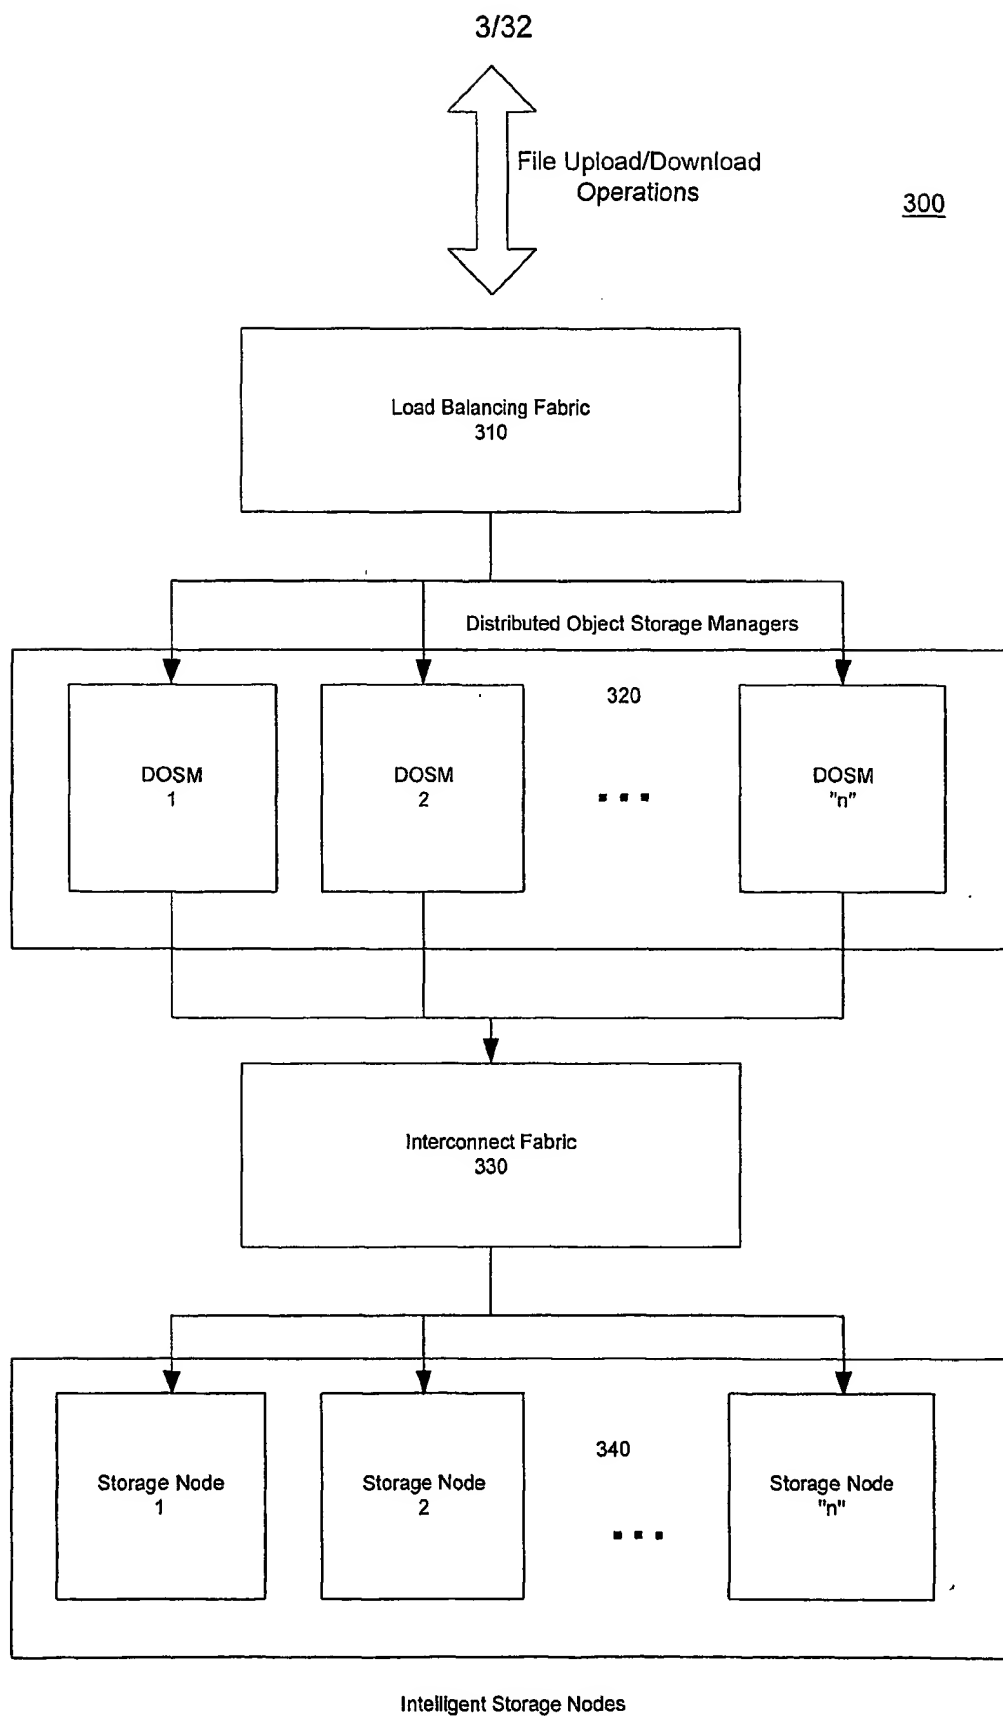 3/32
File Upload/Download
Operations
300
Load Balancing Fabric
310
Distributed Object Storage Managers
320
DOSM
1
DOSM
2
DOSM
"n"
Interconnect Fabric
330
340
Storage Node
1
Storage Node
2
Storage Node
"n"
Intelligent Storage Nodes